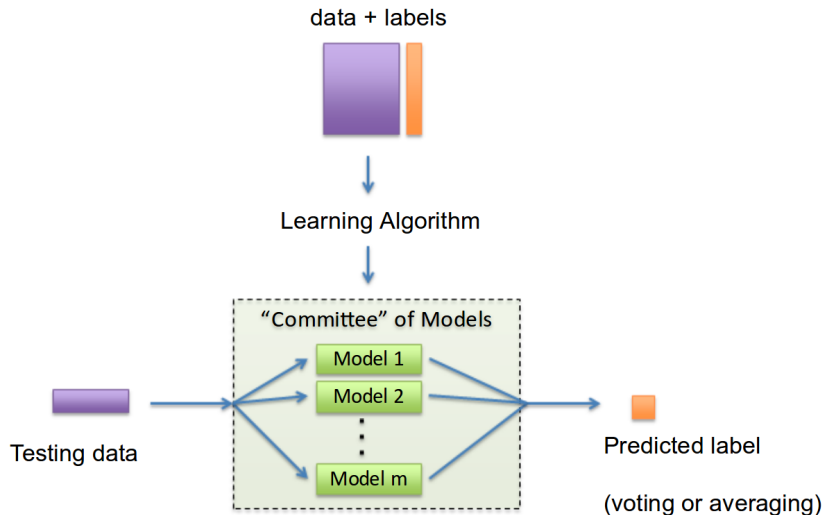 data + labels
Learning Algorithm
“Committee” of Models
Model 1
Model 2
Model m
Testing data
Predicted label
(voting or averaging)